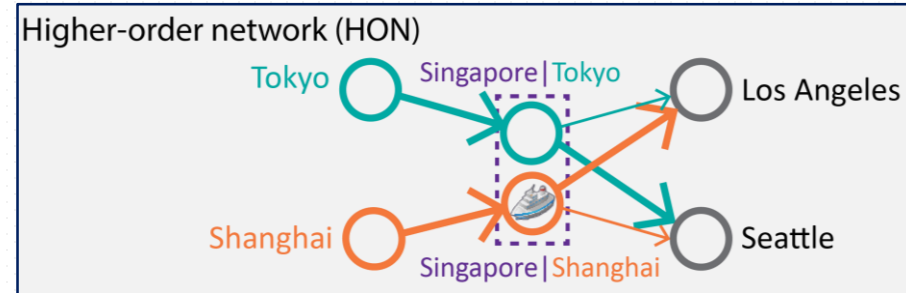 Higher-order network (HON)
Tokyo
Singapore|Tokyo
Los Angeles
Shanghai
Singapore|Shanghai
Seattle